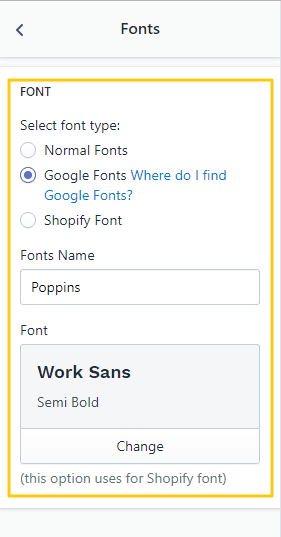 Fonts
FONT
Select font type:
Normal Fonts
Google Fonts Where do I find
Google Fonts?
Shopify Font
Fonts Name
Poppins
Font
Work Sans
Semi Bold
Change
(this option uses for Shopify font)